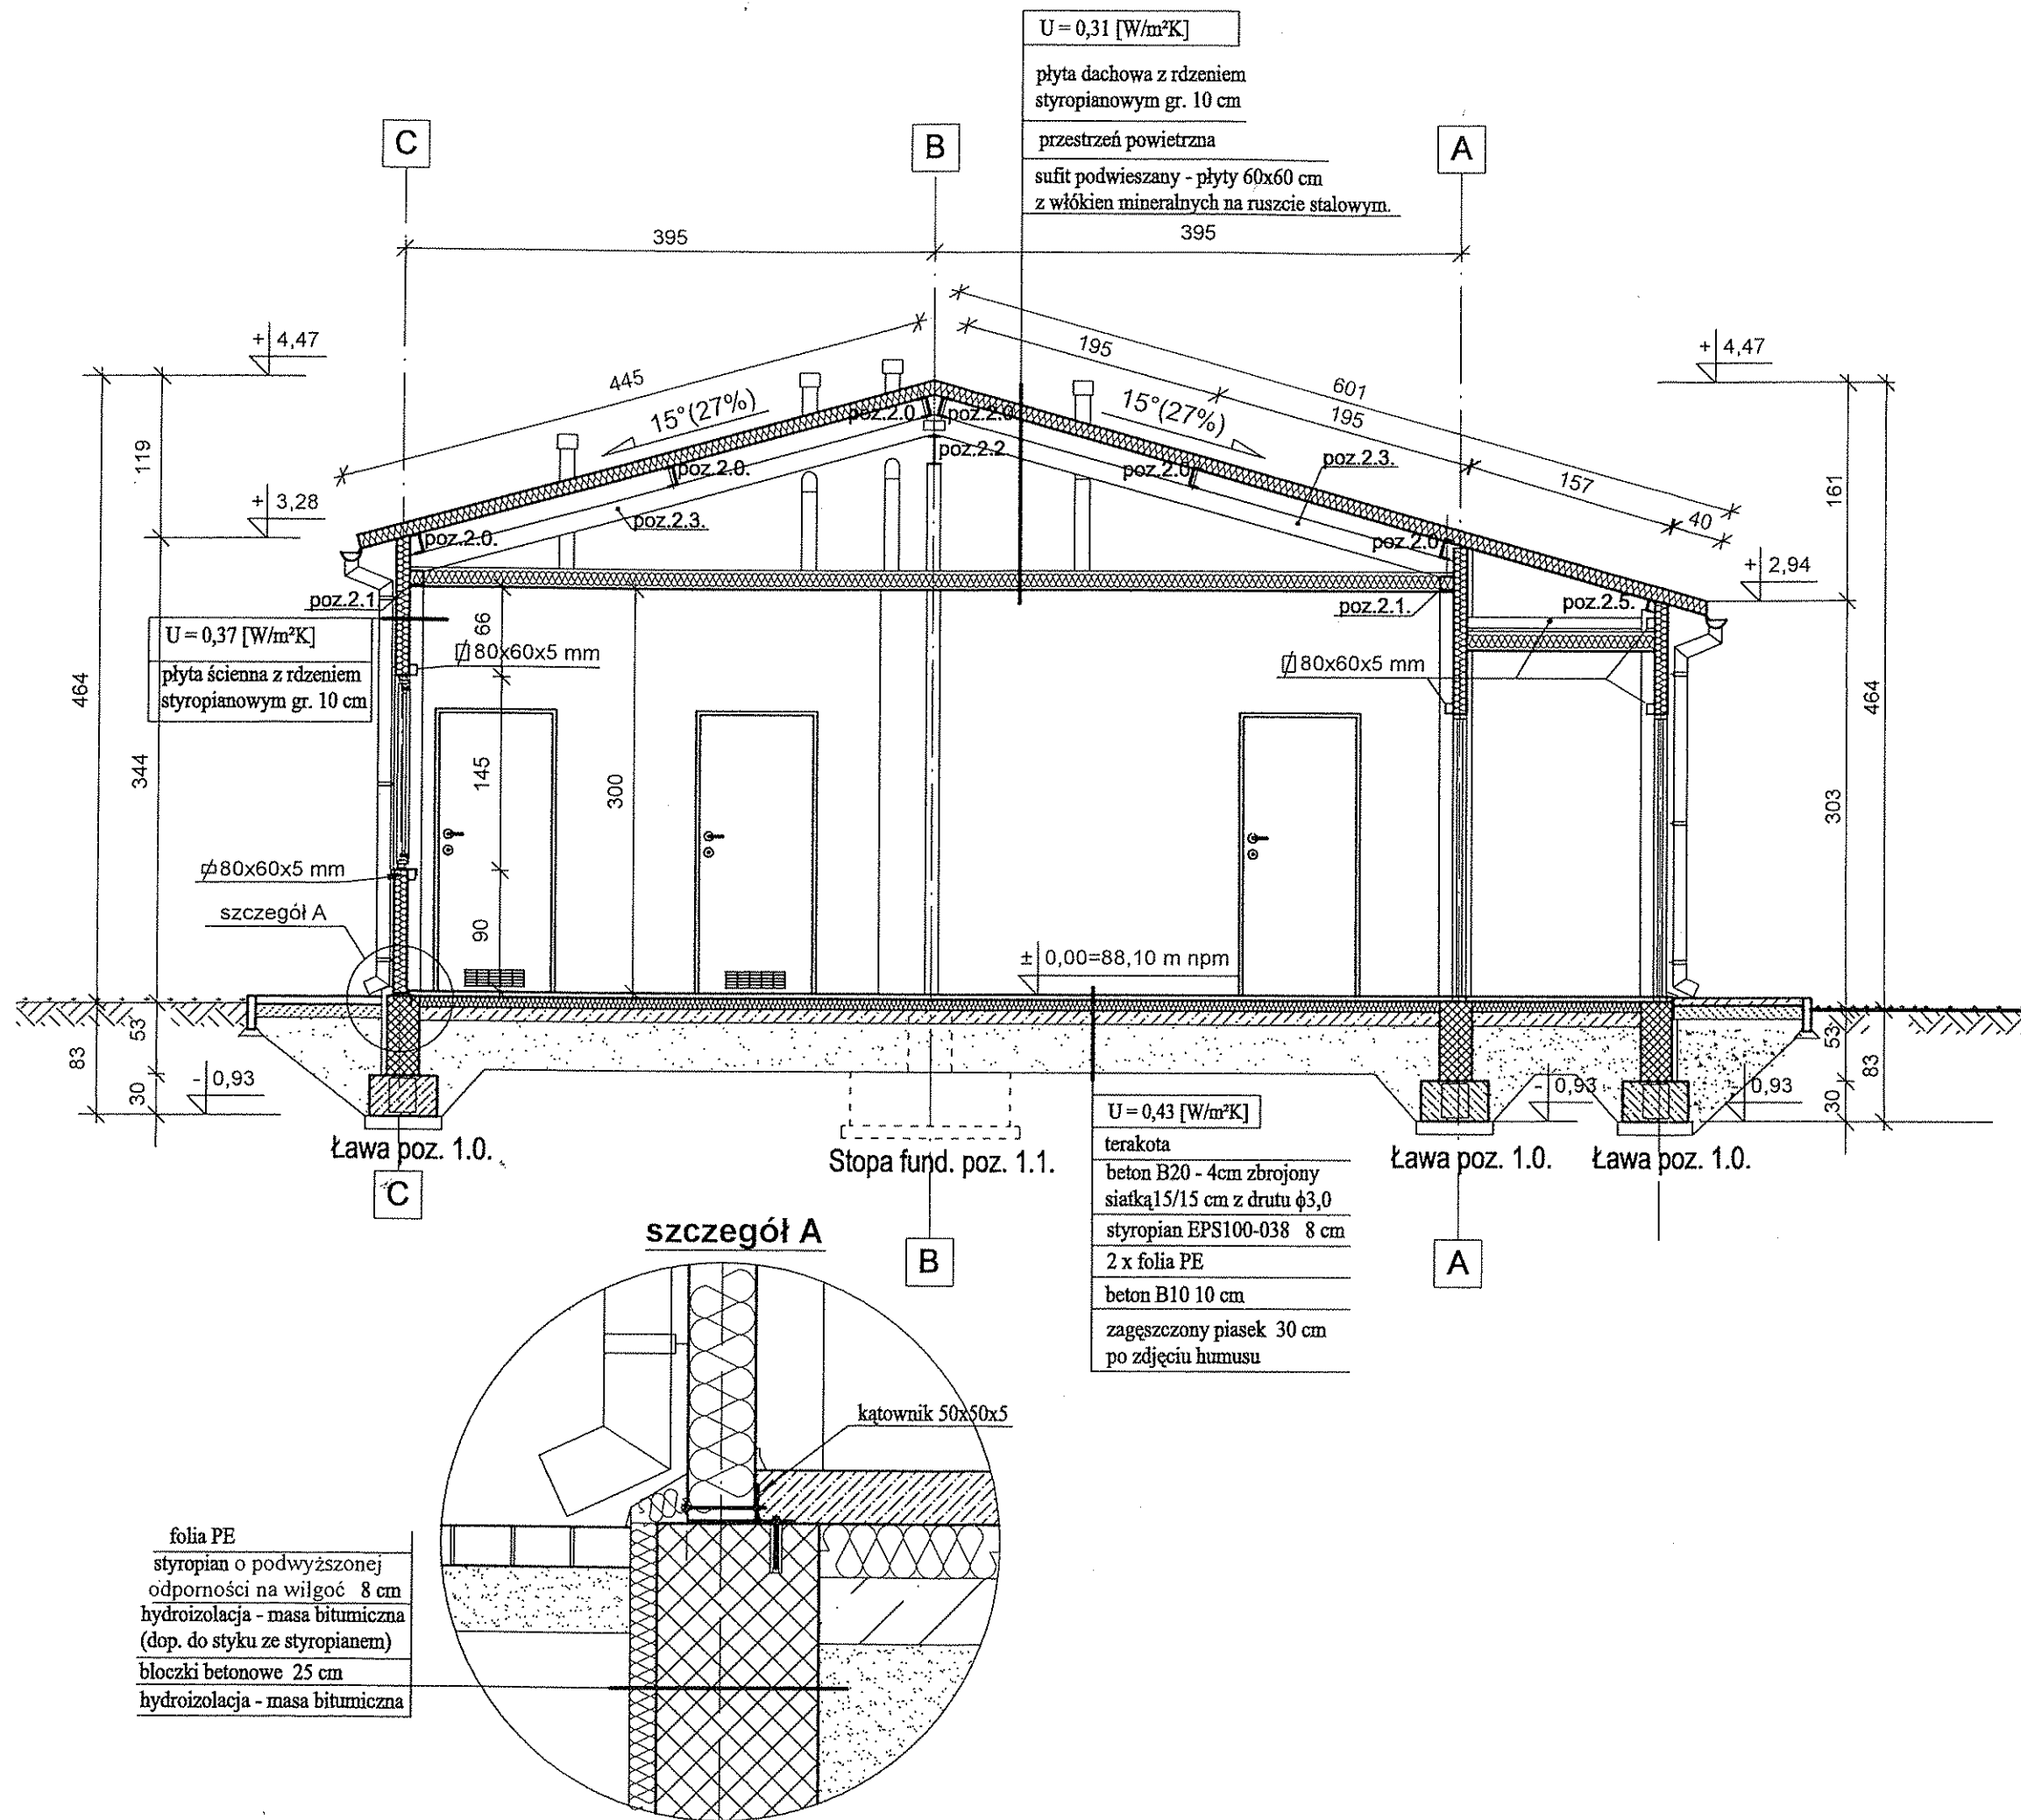 U = 0,31 [W/m²K]
płyta dachowa z rdzeniem
styropianowym gr. 10 cm
przestrzeń powietrzna
sufit podwieszany - płyty 60x60 cm
z włókien mineralnych na ruszcie stalowym.
C
B
A
395
395
+ 4,47
445
15°(27%)
195
601
195
15°(27%)
157
40
+ 4,47
119
161
+ 3,28
+ 2,94
poz.2.0.
poz.2.0
poz.2.2.
poz.2.0.
poz.2.0
poz.2.3.
poz.2.3.
poz.2.0.
poz.2.0
poz.2.1.
poz.2.1.
poz.2.5.
U = 0,37 [W/m²K]
płyta ścienna z rdzeniem
styropianowym gr. 10 cm
66
80x60x5 mm
80x60x5 mm
464
344
145
300
303
464
80x60x5 mm
szczegół A
90
± 0,00=88,10 m npm
53
83
30
- 0,93
- 0,93
0,93
53
83
30
Ława poz. 1.0.
Stopa fund. poz. 1.1.
Ława poz. 1.0.
Ława poz. 1.0.
C
B
A
U = 0,43 [W/m²K]
terakota
beton B20 - 4cm zbrojony
siatką15/15 cm z drutu ϕ3,0
styropian EPS100-038 8 cm
2 x folia PE
beton B10 10 cm
zagęszczony piasek 30 cm
po zdjęciu humusu
szczegół A
kątownik 50x50x5
folia PE
styropian o podwyższonej
odporności na wilgoć 8 cm
hydroizolacja - masa bitumiczna
(dop. do styku ze styropianem)
bloczki betonowe 25 cm
hydroizolacja - masa bitumiczna